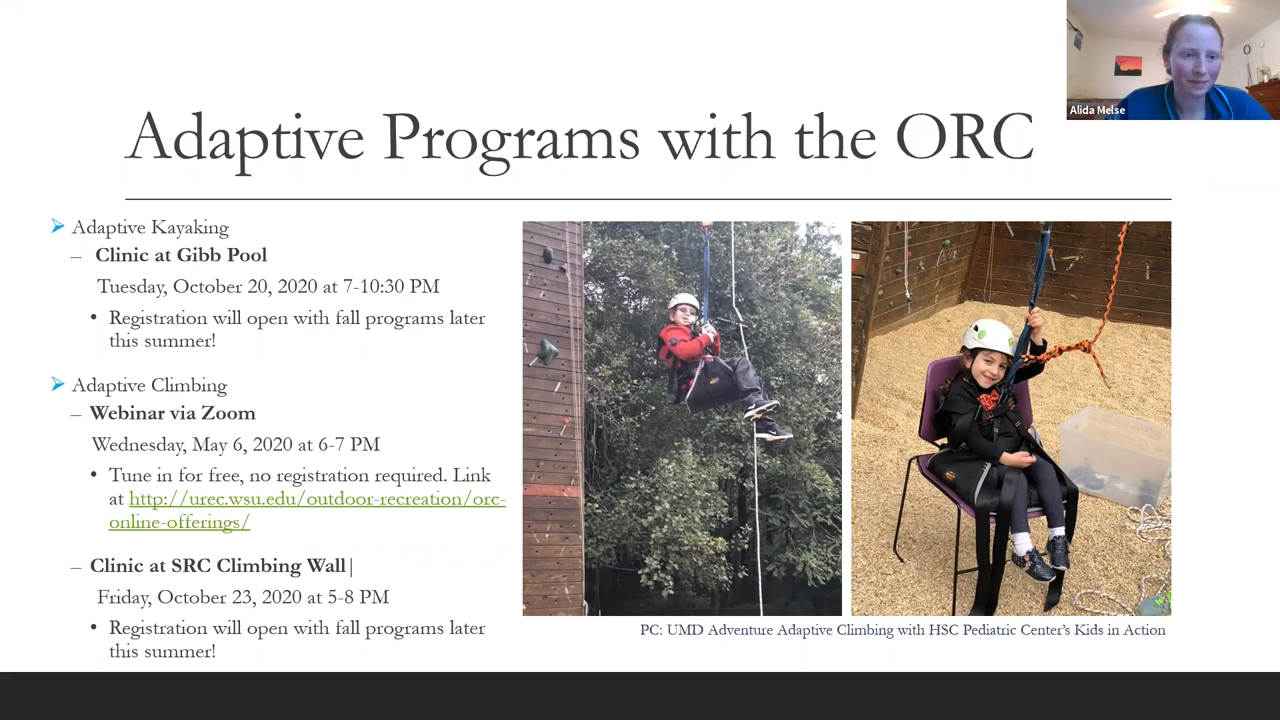 Alida Melse
Adaptive Programs with the ORC
Adaptive Kayaking
– Clinic at Gibb Pool
Tuesday, October 20, 2020 at 7-10:30 PM
• Registration will open with fall programs later
this summer!
Adaptive Climbing
– Webinar via Zoom
Wednesday, May 6, 2020 at 6-7 PM
• Tune in for free, no registration required. Link
at http://urec.wsu.edu/outdoor-recreation/orc-
online-offerings/
– Clinic at SRC Climbing Wall
Friday, October 23, 2020 at 5-8 PM
• Registration will open with fall programs later
this summer!
PC: UMD Adventure Adaptive Climbing with HSC Pediatric Center’s Kids in Action